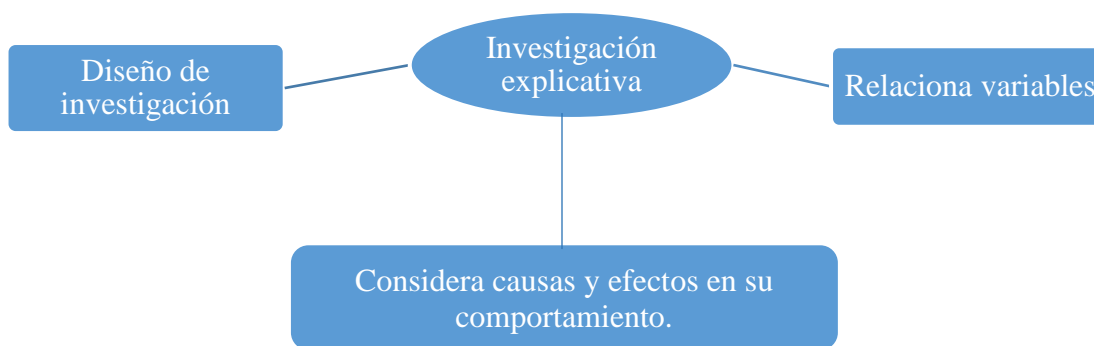 Investigación
explicativa
Diseño de
investigación
Relaciona variables
Considera causas y efectos en su
comportamiento.